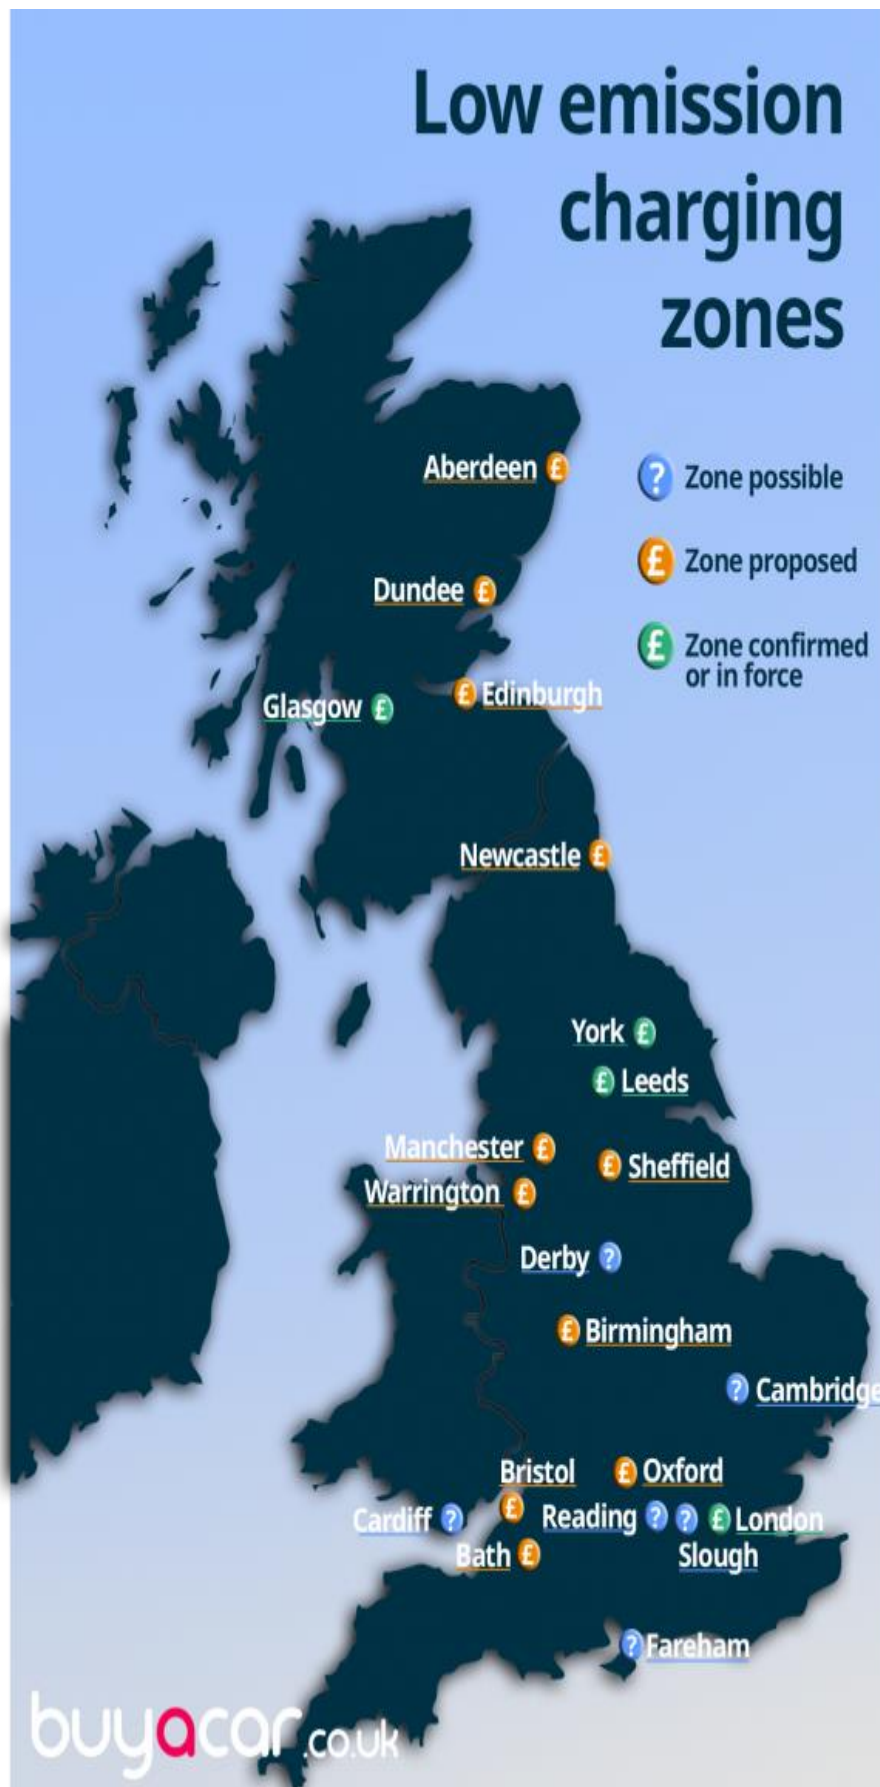 Low emission
charging
zones
? Zone possible
£ Zone proposed
£ Zone confirmed
or in force
Aberdeen £
Dundee £
£ Edinburgh
Glasgow £
Newcastle £
York £
£ Leeds
Manchester £
£ Sheffield
Warrington £
Derby ?
£ Birmingham
? Cambridge
Bristol
£
£ Oxford
Cardiff ?
Reading ?
?
£ London
Bath £
Slough
? Fareham
buyacar.co.uk